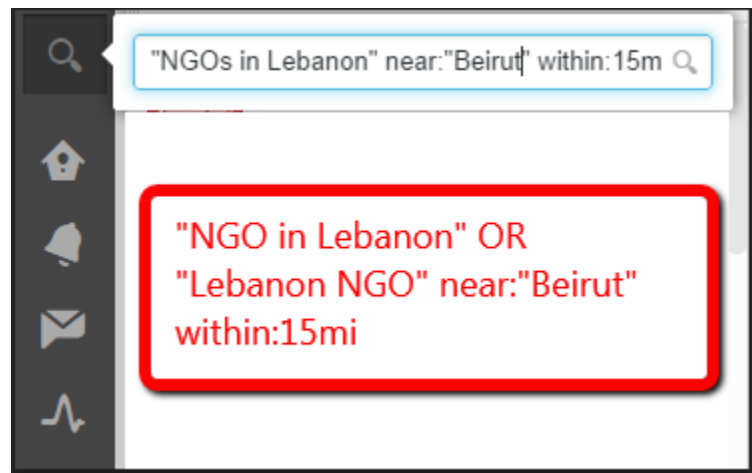 "NGOs in Lebanon" near:"Beirut" within:15m
"NGO in Lebanon" OR
"Lebanon NGO" near:"Beirut"
within:15mi